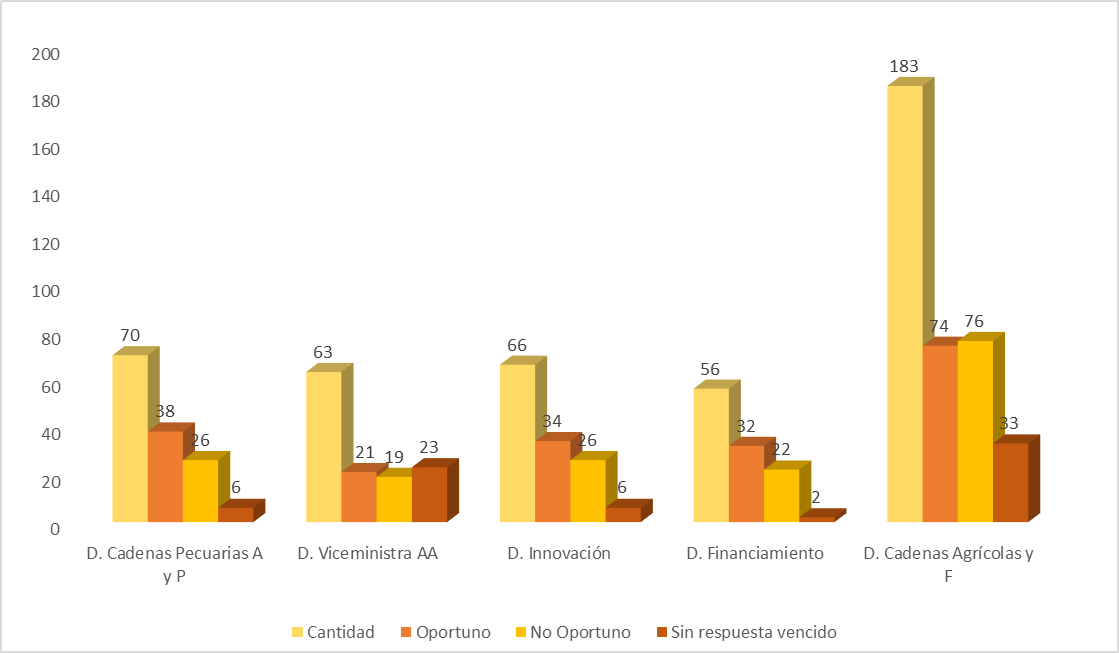 200
180
160
140
120
100
80
60
40
20
0
70
38
26
6
63
21
19
23
66
34
26
6
56
32
22
2
183
74
76
33
D. Cadenas Pecuarias A
y P
D. Viceministra AA
D. Innovación
D. Financiamiento
D. Cadenas Agrícolas y
F
Cantidad
Oportuno
No Oportuno
Sin respuesta vencido